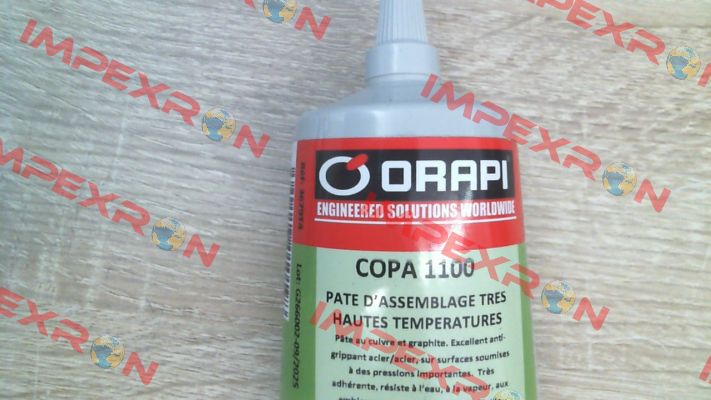 ORAPI
ENGINEERED SOLUTIONS WORLDWIDE
COPA 1100
PATE D'ASSEMBLAGE TRES
HAUTES TEMPERATURES
Pâte au cuivre et graphite. Excellent anti-
grippant acier/acier, sur surfaces soumises
à des pressions importantes. Très
adhérente, résiste à l'eau, à la vapeur, aux
IMPEXRON
IMPEXRON
IMPEXRON
IMPEXRON
IMPEXRON
IMPEXRON
IMPEXRON
IMPEXRON
IMPEXRON